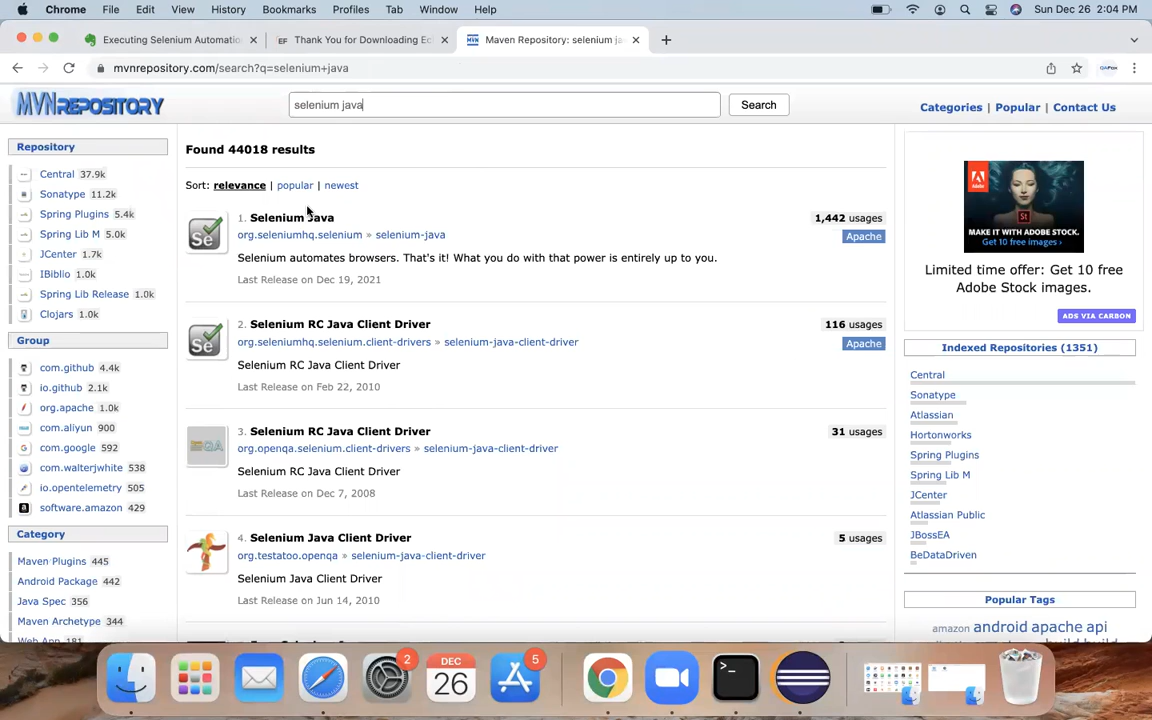 Chrome File Edit View History Bookmarks Profiles Tab Window Help Sun Dec 26 2:04 PM
Executing Selenium Automatio Thank You for Downloading Ec Maven Repository: selenium ja
mvnrepository.com/search?q=selenium+java
MVNREPOSITORY selenium java Search Categories | Popular | Contact Us
Repository
Central 37.9k
Sonatype 11.2k
Spring Plugins 5.4k
Spring Lib M 5.0k
JCenter 1.7k
IBiblio 1.0k
Spring Lib Release 1.0k
Clojars 1.0k
Group
com.github 4.4k
io.github 2.1k
org.apache 1.0k
com.aliyun 900
com.google 592
com.walterjwhite 538
io.opentelemetry 505
software.amazon 429
Category
Maven Plugins 445
Android Package 442
Java Spec 356
Maven Archetype 344
Web App 181
Found 44018 results
Sort: relevance | popular | newest
1. Selenium Java 1,442 usages
org.seleniumhq.selenium » selenium-java Apache
Selenium automates browsers. That's it! What you do with that power is entirely up to you.
Last Release on Dec 19, 2021
2. Selenium RC Java Client Driver 116 usages
org.seleniumhq.selenium.client-drivers » selenium-java-client-driver Apache
Selenium RC Java Client Driver
Last Release on Feb 22, 2010
3. Selenium RC Java Client Driver 31 usages
org.openqa.selenium.client-drivers » selenium-java-client-driver
Selenium RC Java Client Driver
Last Release on Dec 7, 2008
4. Selenium Java Client Driver 5 usages
org.testatoo.openqa » selenium-java-client-driver
Selenium Java Client Driver
Last Release on Jun 14, 2010
St
MAKE IT WITH ADOBE STOCK.
Get 10 free images ›
Limited time offer: Get 10 free
Adobe Stock images.
ADS VIA CARBON
Indexed Repositories (1351)
Central
Sonatype
Atlassian
Hortonworks
Spring Plugins
Spring Lib M
JCenter
Atlassian Public
JBossEA
BeDataDriven
Popular Tags
amazon android apache api
2 DEC 26 5